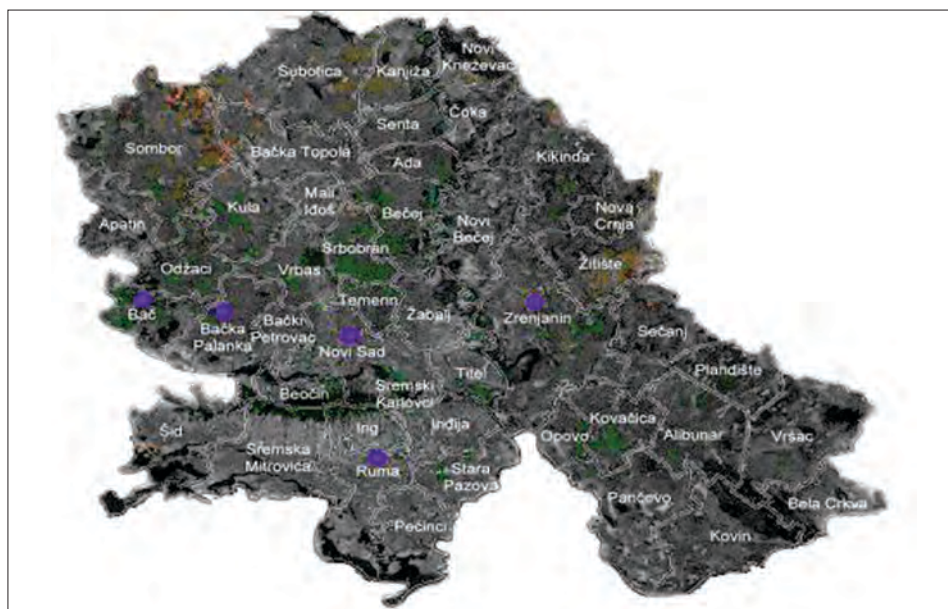 Subotica
Kanjiža
Novi
Kneževac
Čoka
Senta
Sombor
Bačka Topola
Ada
Kikinda
Mali
Iđoš
Kula
Bečej
Novi
Bečej
Nova
Crnja
Apatin
Srbobran
Odžaci
Vrbas
Žitište
Temerin
Bač
Bačka
Palanka
Bački
Petrovac
Novi Sad
Žabalj
Zrenjanin
Sečanj
Titel
Plandište
Beočin
Sremski
Karlovci
Kovačica
Irig
Inđija
Opovo
Alibunar
Vršac
Šid
Sremska
Mitrovica
Ruma
Stara
Pazova
Pančevo
Bela Crkva
Pećinci
Kovin